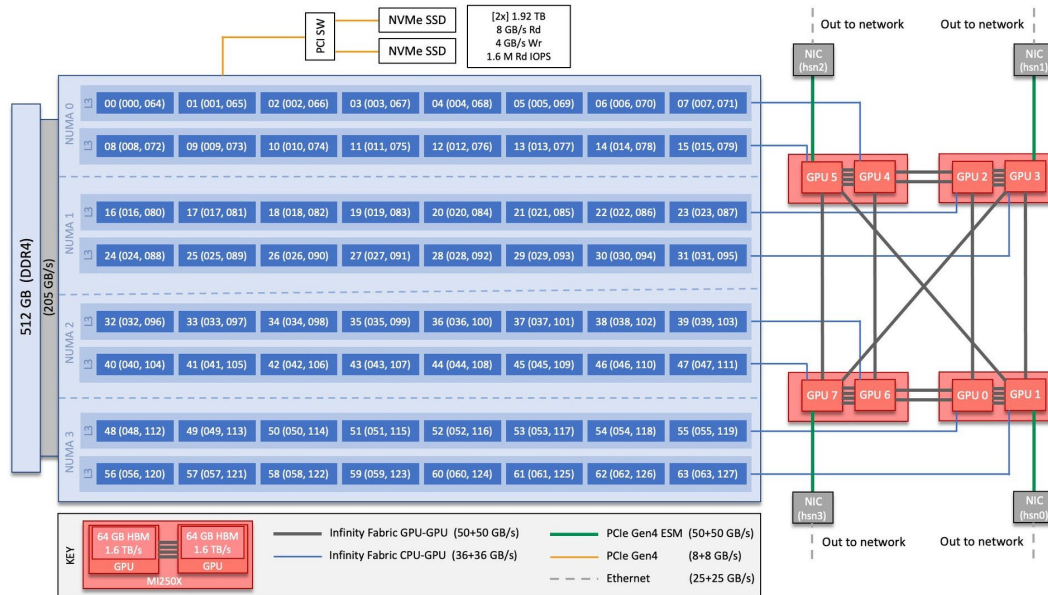 [2x] 1.92 TB
8 GB/s Rd
4 GB/s Wr
1.6 M Rd IOPS
NVMe SSD
NVMe SSD
PCI SW
Out to network
Out to network
NIC
(hsn2)
NIC
(hsn1)
512 GB (DDR4)
(205 GB/s)
NUMA 0
L3
00 (000, 064) 01 (001, 065) 02 (002, 066) 03 (003, 067) 04 (004, 068) 05 (005, 069) 06 (006, 070) 07 (007, 071)
L3
08 (008, 072) 09 (009, 073) 10 (010, 074) 11 (011, 075) 12 (012, 076) 13 (013, 077) 14 (014, 078) 15 (015, 079)
NUMA 1
L3
16 (016, 080) 17 (017, 081) 18 (018, 082) 19 (019, 083) 20 (020, 084) 21 (021, 085) 22 (022, 086) 23 (023, 087)
L3
24 (024, 088) 25 (025, 089) 26 (026, 090) 27 (027, 091) 28 (028, 092) 29 (029, 093) 30 (030, 094) 31 (031, 095)
NUMA 2
L3
32 (032, 096) 33 (033, 097) 34 (034, 098) 35 (035, 099) 36 (036, 100) 37 (037, 101) 38 (038, 102) 39 (039, 103)
L3
40 (040, 104) 41 (041, 105) 42 (042, 106) 43 (043, 107) 44 (044, 108) 45 (045, 109) 46 (046, 110) 47 (047, 111)
NUMA 3
L3
48 (048, 112) 49 (049, 113) 50 (050, 114) 51 (051, 115) 52 (052, 116) 53 (053, 117) 54 (054, 118) 55 (055, 119)
L3
56 (056, 120) 57 (057, 121) 58 (058, 122) 59 (059, 123) 60 (060, 124) 61 (061, 125) 62 (062, 126) 63 (063, 127)
GPU 5 GPU 4 GPU 2 GPU 3
GPU 7 GPU 6 GPU 0 GPU 1
NIC
(hsn3)
NIC
(hsn0)
Out to network
Out to network
KEY
64 GB HBM
1.6 TB/s
GPU
64 GB HBM
1.6 TB/s
GPU
MI250X
Infinity Fabric GPU-GPU (50+50 GB/s)
Infinity Fabric CPU-GPU (36+36 GB/s)
PCIe Gen4 ESM (50+50 GB/s)
PCIe Gen4 (8+8 GB/s)
Ethernet (25+25 GB/s)